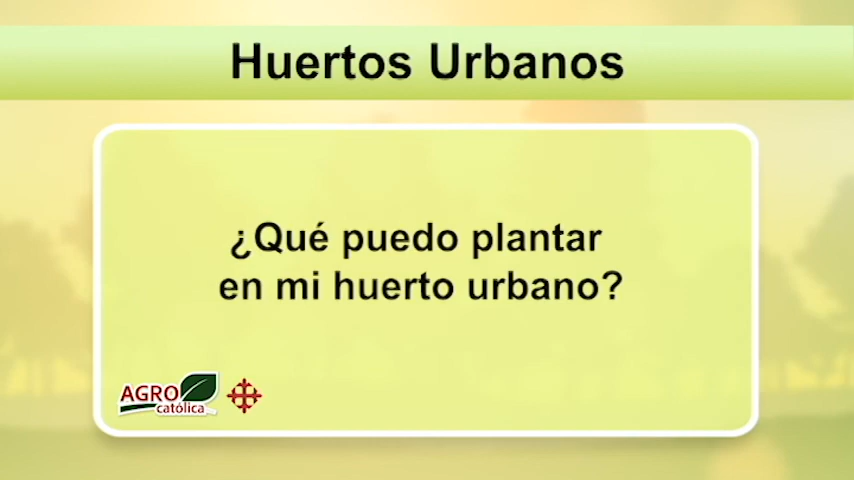 Huertos Urbanos
¿Qué puedo plantar
en mi huerto urbano?
AGRO
católica